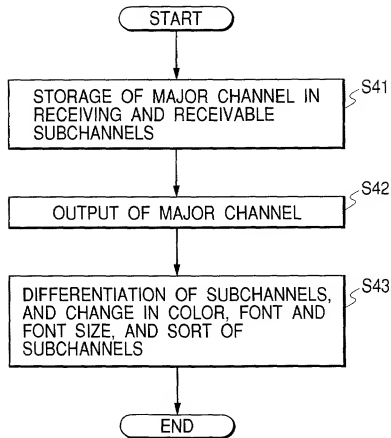 START
S41
STORAGE OF MAJOR CHANNEL IN
RECEIVING AND RECEIVABLE
SUBCHANNELS
S42
OUTPUT OF MAJOR CHANNEL
S43
DIFFERENTIATION OF SUBCHANNELS,
AND CHANGE IN COLOR, FONT AND
FONT SIZE, AND SORT OF
SUBCHANNELS
END